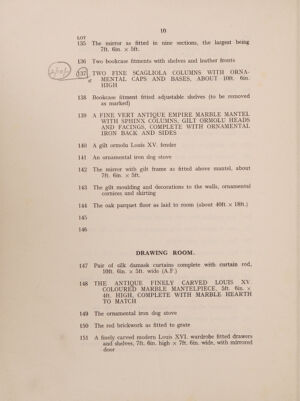 10
LOT
135 The mirror as fitted in nine sections, the largest being
7ft. 6in. × 5ft.
136 Two bookcase fitments with shelves and leather fronts
137 TWO FINE SCAGLIOLA COLUMNS WITH ORNA-
MENTAL CAPS AND BASES, ABOUT 10ft. 6in.
HIGH
138 Bookcase fitment fitted adjustable shelves (to be removed
as marked)
139 A FINE VERT ANTIQUE EMPIRE MARBLE MANTEL
WITH SPHINX COLUMNS, GILT ORMOLU HEADS
AND FACINGS, COMPLETE WITH ORNAMENTAL
IRON BACK AND SIDES
140 A gilt ormolu Louis XV. fender
141 An ornamental iron dog stove
142 The mirror with gilt frame as fitted above mantel, about
7ft. 6in. × 5ft.
143 The gilt moulding and decorations to the walls, ornamental
cornices and skirting
144 The oak parquet floor as laid to room (about 40ft × 18ft.)
145
146
DRAWING ROOM.
147 Pair of silk damask curtains complete with curtain rod,
10ft. 6in. × 5ft. wide (A.F.)
148 THE ANTIQUE FINELY CARVED LOUIS XV
COLOURED MARBLE MANTELPIECE, 5ft. 6in. ×
4ft. HIGH, COMPLETE WITH MARBLE HEARTH
TO MATCH
149 The ornamental iron dog stove
150 The red brickwork as fitted to grate
151 A finely carved modern Louis XVI. wardrobe fitted drawers
and shelves, 7ft. 6in. high × 7ft. 6in. wide, with mirrored
door